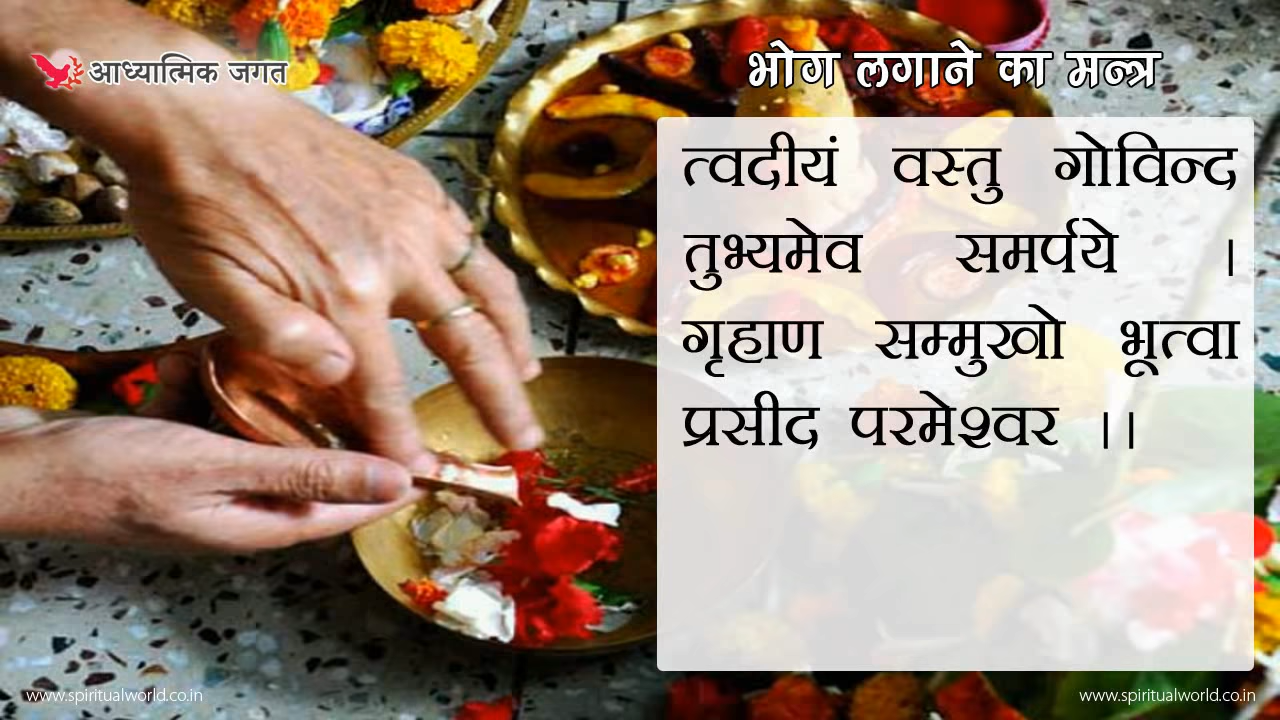 आध्यात्मिक जगत
भोग लगाने का मन्त्र
त्वदीयं वस्तु गोविन्द
तुभ्यमेव समर्पये ।
गृहाण सम्मुखो भूत्वा
प्रसीद परमेश्वर ।।
www.spiritualworld.co.in
www.spiritualworld.co.in